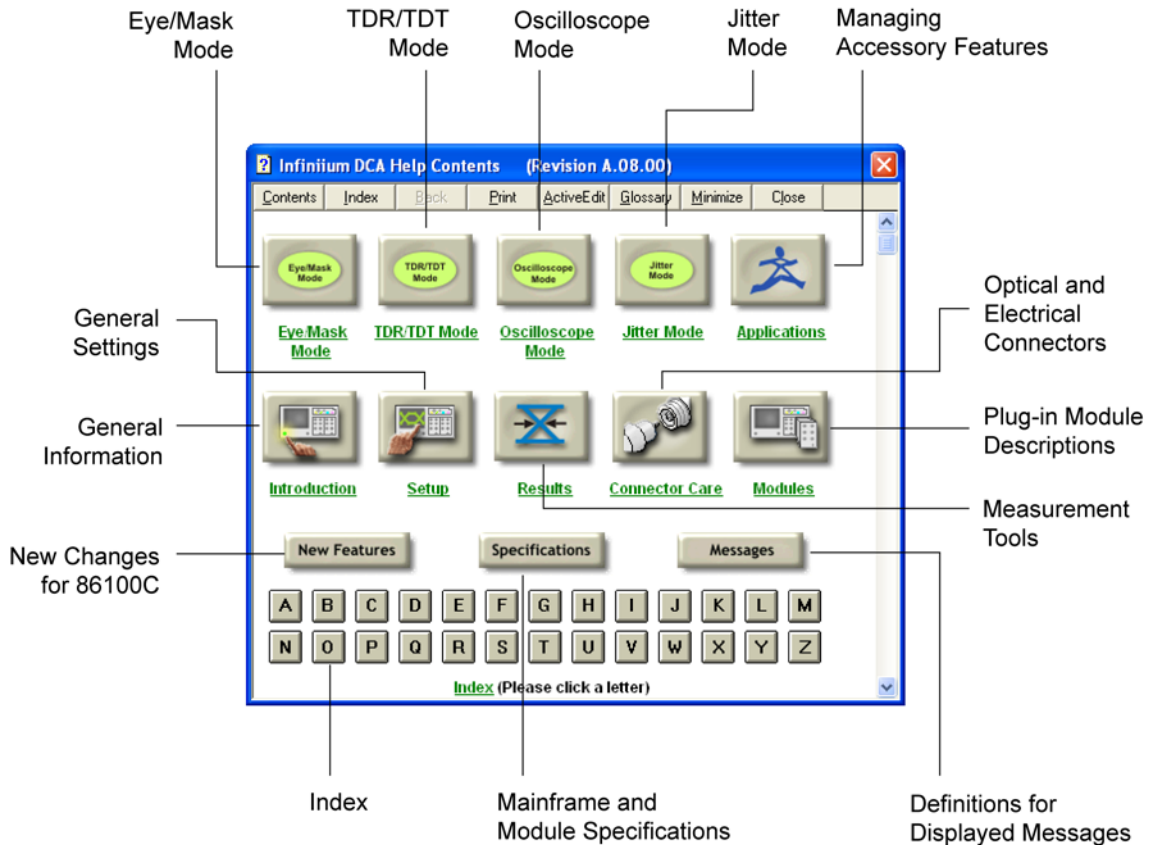 Eye/Mask
Mode
TDR/TDT
Mode
Oscilloscope
Mode
Jitter
Mode
Managing
Accessory Features
Infiniium DCA Help Contents (Revision A.08.00)
Contents Index Back Print ActiveEdit Glossary Minimize Close
Eye/Mask
Mode
TDR/TDT
Mode
Oscilloscope
Mode
Jitter
Mode
Eye/Mask
Mode
TDR/TDT Mode
Oscilloscope
Mode
Jitter Mode
Applications
General
Settings
Optical and
Electrical
Connectors
General
Information
Plug-in Module
Descriptions
Introduction Setup Results Connector Care Modules
Measurement
Tools
New Changes
for 86100C
New Features Specifications Messages
A B C D E F G H I J K L M
N O P Q R S T U V W X Y Z
Index (Please click a letter)
Index
Mainframe and
Module Specifications
Definitions for
Displayed Messages